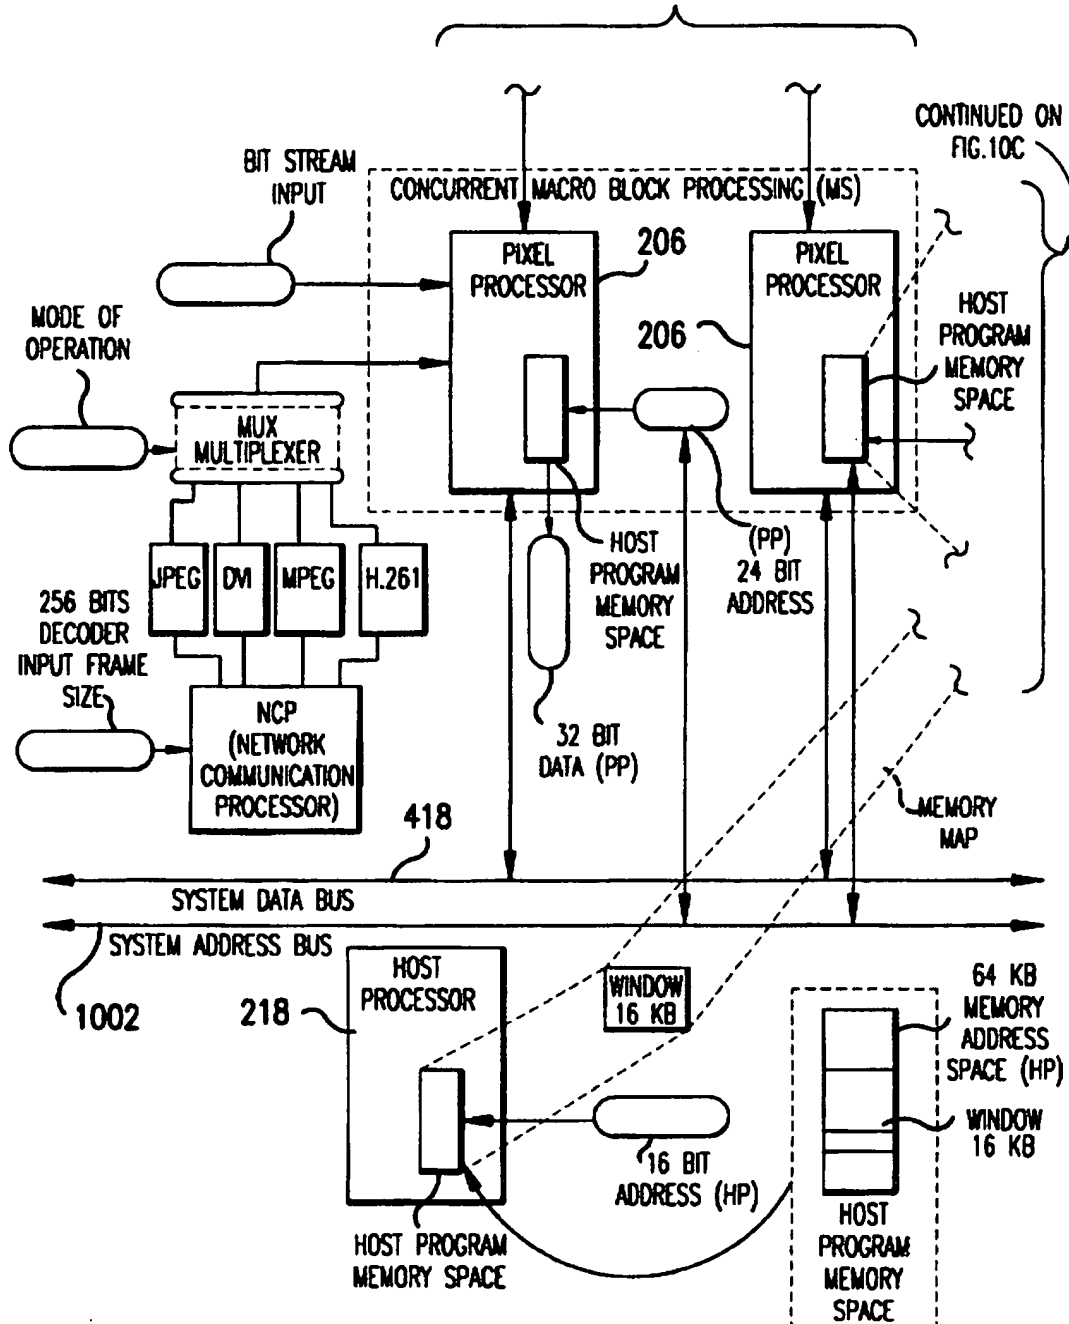 CONTINUED ON
FIG.10C
BIT STREAM
INPUT
CONCURRENT MACRO BLOCK PROCESSING (MS)
PIXEL
PROCESSOR
206
PIXEL
PROCESSOR
206
HOST
PROGRAM
MEMORY
SPACE
MODE OF
OPERATION
MUX
MULTIPLEXER
JPEG
DVI
MPEG
H.261
HOST
PROGRAM
MEMORY
SPACE
(PP)
24 BIT
ADDRESS
256 BITS
DECODER
INPUT FRAME
SIZE
NCP
(NETWORK
COMMUNICATION
PROCESSOR)
32 BIT
DATA (PP)
MEMORY
MAP
418
SYSTEM DATA BUS
SYSTEM ADDRESS BUS
1002
HOST
PROCESSOR
218
WINDOW
16 KB
64 KB
MEMORY
ADDRESS
SPACE (HP)
WINDOW
16 KB
16 BIT
ADDRESS (HP)
HOST PROGRAM
MEMORY SPACE
HOST
PROGRAM
MEMORY
SPACE